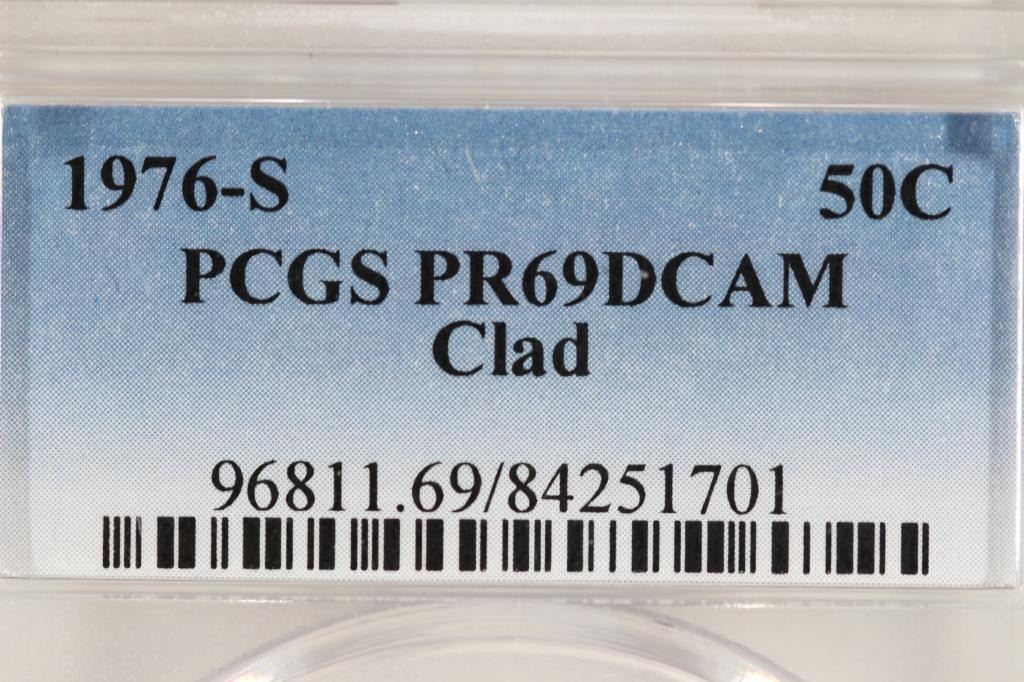 1976-S 50C
PCGS PR69DCAM
Clad
96811.69/84251701